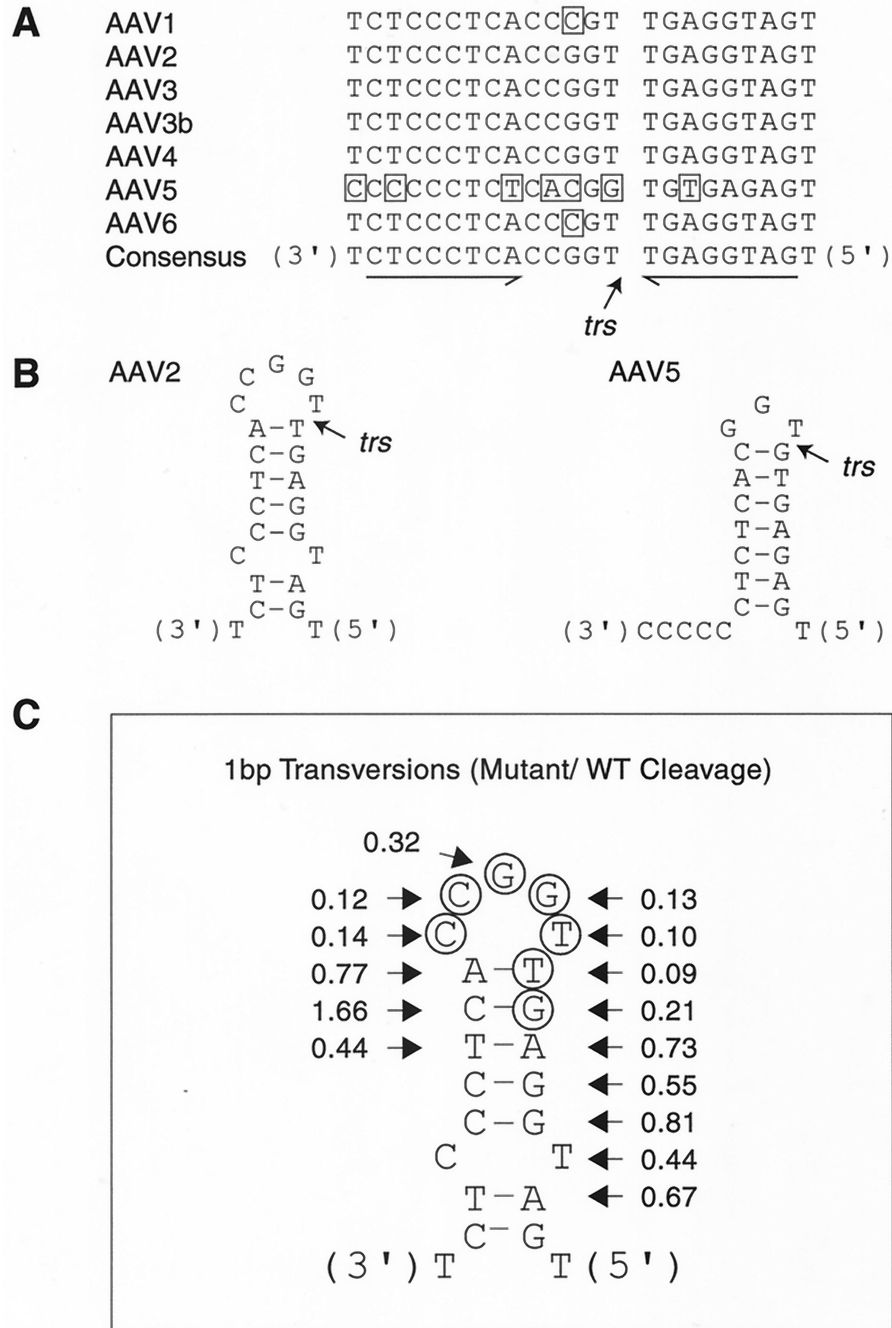 A
AAV1 TCTCCCTCACCCGT TGAGGTAGT
AAV2 TCTCCCTCACCGGT TGAGGTAGT
AAV3 TCTCCCTCACCGGT TGAGGTAGT
AAV3b TCTCCCTCACCGGT TGAGGTAGT
AAV4 TCTCCCTCACCGGT TGAGGTAGT
AAV5 CCCCCCTCTCACGG TGTGAGAGT
AAV6 TCTCCCTCACCCGT TGAGGTAGT
Consensus (3')TCTCCCTCACCGGT TGAGGTAGT(5')
trs
B
AAV2
C G G
C T
A-T
trs
C-G
T-A
C-G
C-G
C T
T-A
C-G
(3')T T(5')
AAV5
G
G T
C-G
trs
A-T
C-G
T-A
C-G
T-A
C-G
(3')CCCCC T(5')
C
1bp Transversions (Mutant/ WT Cleavage)
0.32 G
0.12 C G 0.13
0.14 C T 0.10
0.77 A-T 0.09
1.66 C-G 0.21
0.44 T-A 0.73
C-G 0.55
C-G 0.81
C T 0.44
T-A 0.67
C-G
(3')T T(5')